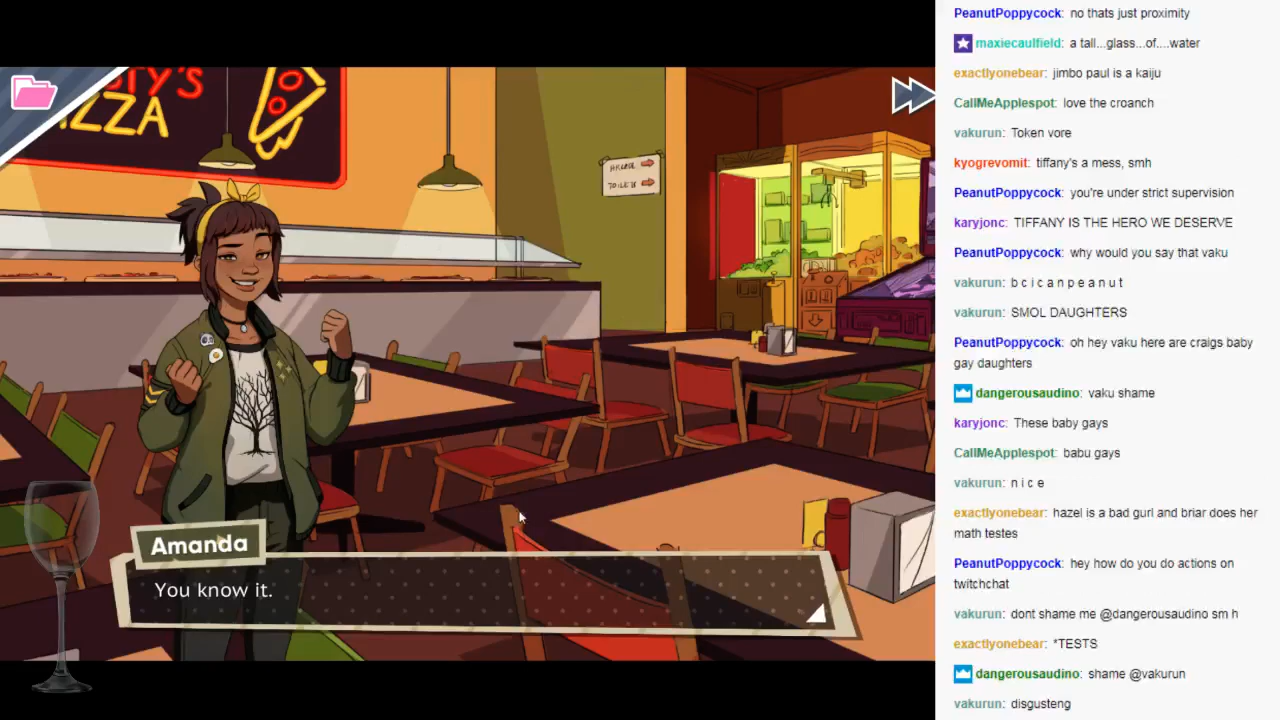 STY'S
IZZA
ARCADE
TOILETS
Amanda
You know it.
PeanutPoppycock: no thats just proximity
maxiecaulfield: a tall...glass...of....water
exactlyonebear: jimbo paul is a kaiju
CallMeApplespot: love the croanch
vakurun: Token vore
kyogrevomit: tiffany's a mess, smh
PeanutPoppycock: you're under strict supervision
karyjonc: TIFFANY IS THE HERO WE DESERVE
PeanutPoppycock: why would you say that vaku
vakurun: b c i c a n p e a n u t
vakurun: SMOL DAUGHTERS
PeanutPoppycock: oh hey vaku here are craigs baby
gay daughters
dangerousaudino: vaku shame
karyjonc: These baby gays
CallMeApplespot: babu gays
vakurun: n i c e
exactlyonebear: hazel is a bad gurl and briar does her
math testes
PeanutPoppycock: hey how do you do actions on
twitchchat
vakurun: dont shame me @dangerousaudino sm h
exactlyonebear: *TESTS
dangerousaudino: shame @vakurun
vakurun: disgusteng